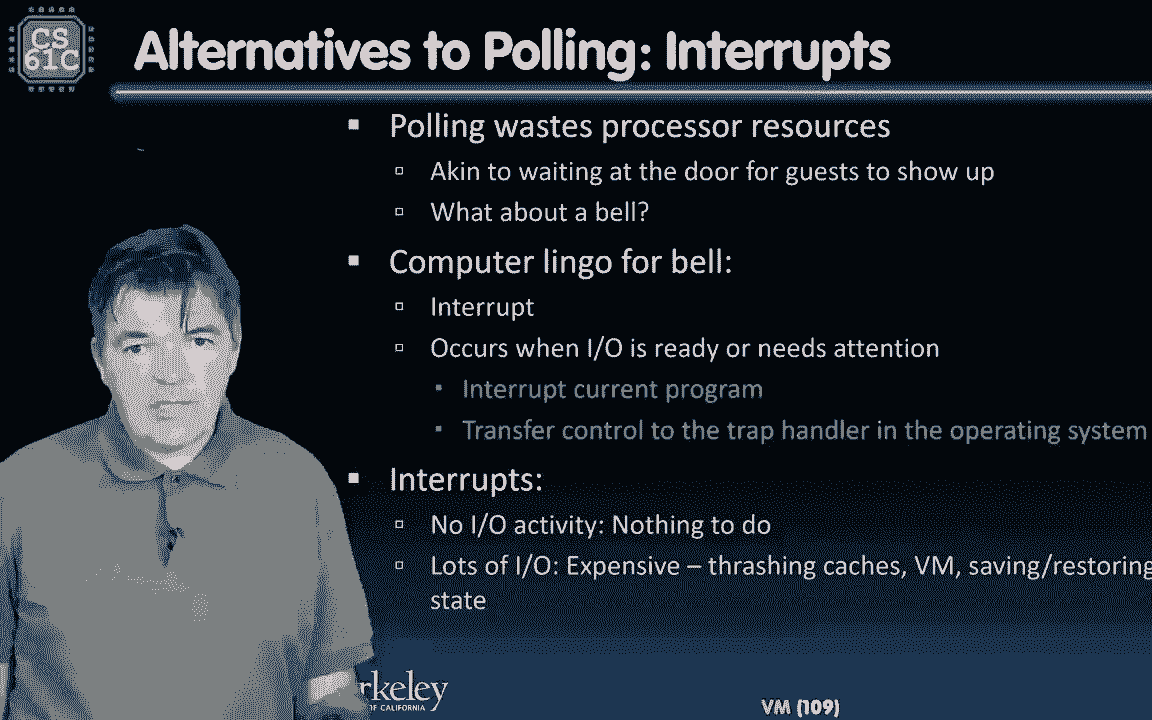 CS
61C
Alternatives to Polling: Interrupts
Polling wastes processor resources
Akin to waiting at the door for guests to show up
What about a bell?
Computer lingo for bell:
Interrupt
Occurs when I/O is ready or needs attention
Interrupt current program
Transfer control to the trap handler in the operating system
Interrupts:
No I/O activity: Nothing to do
Lots of I/O: Expensive – thrashing caches, VM, saving/restoring
state
rkeley
OF CALIFORNIA
VM (109)